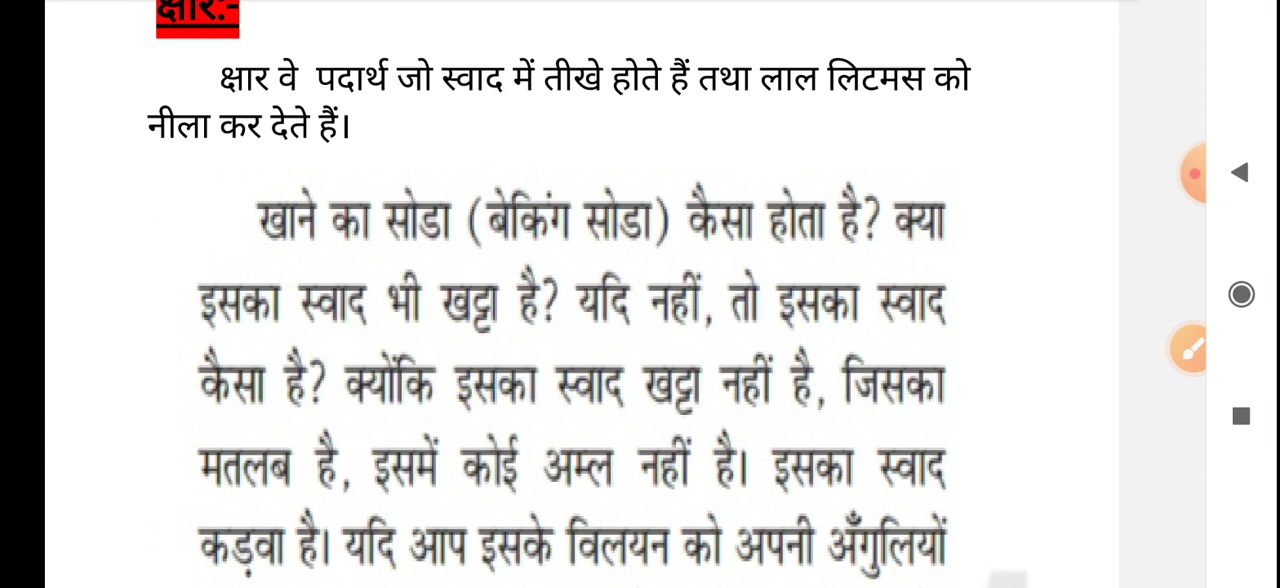 क्षार:-
क्षार वे पदार्थ जो स्वाद में तीखे होते हैं तथा लाल लिटमस को
नीला कर देते हैं।
खाने का सोडा (बेकिंग सोडा) कैसा होता है? क्या
इसका स्वाद भी खट्टा है? यदि नहीं, तो इसका स्वाद
कैसा है? क्योंकि इसका स्वाद खट्टा नहीं है, जिसका
मतलब है, इसमें कोई अम्ल नहीं है। इसका स्वाद
कड़वा है। यदि आप इसके विलयन को अपनी अँगुलियों